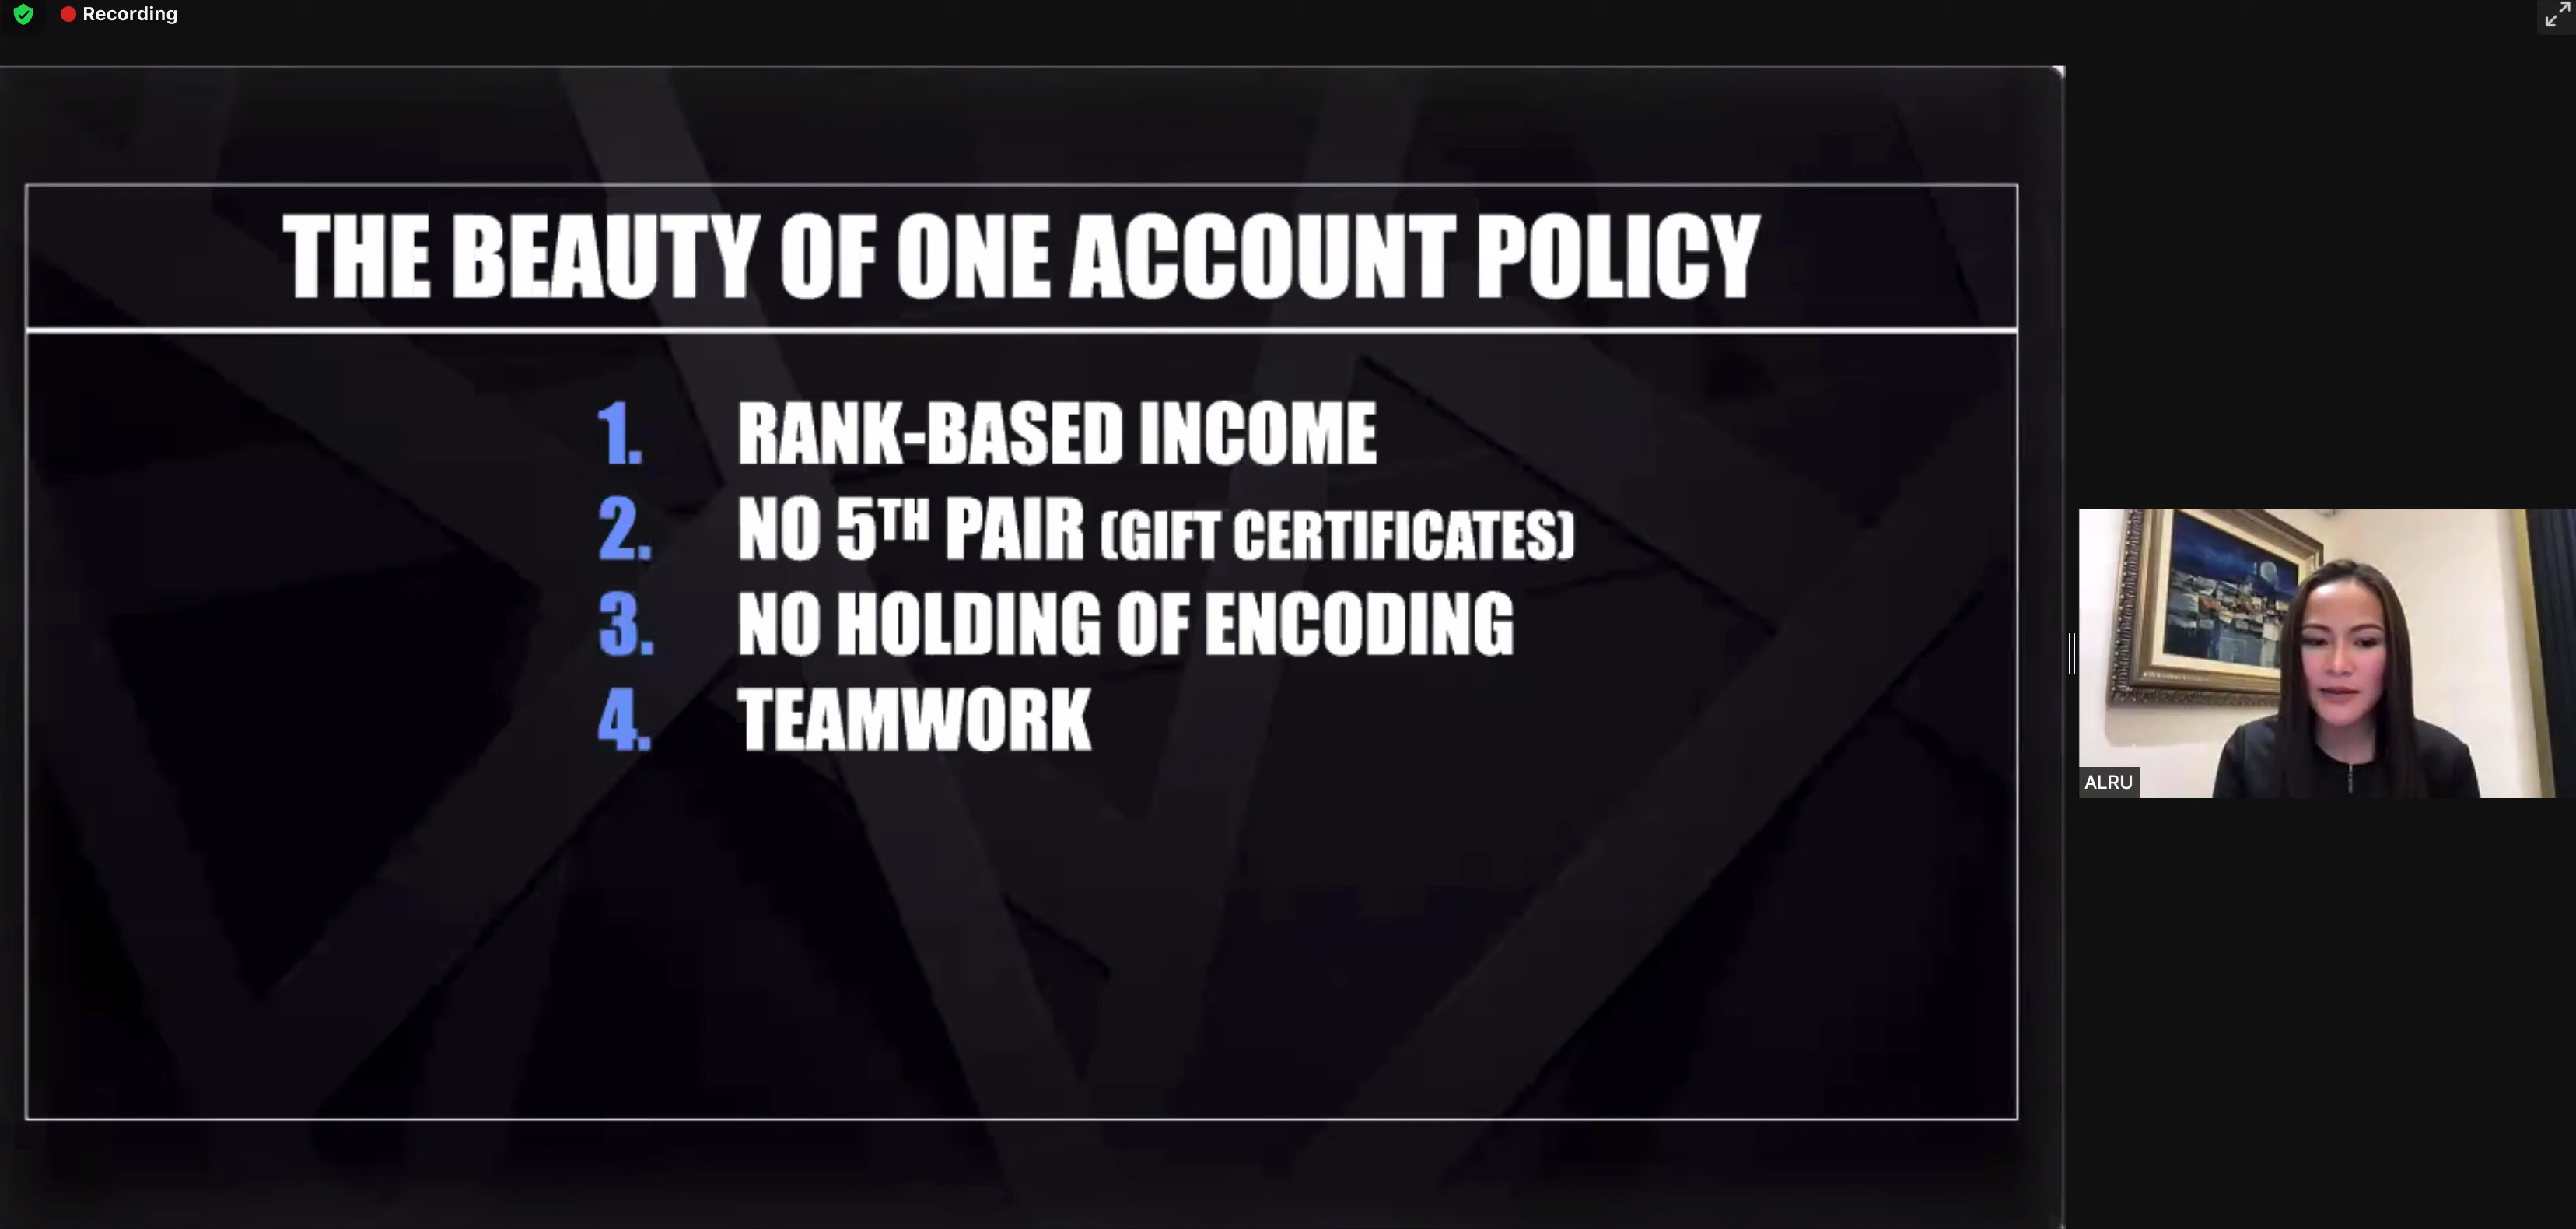 Recording
THE BEAUTY OF ONE ACCOUNT POLICY
1. RANK-BASED INCOME
2. NO 5TH PAIR (GIFT CERTIFICATES)
3. NO HOLDING OF ENCODING
4. TEAMWORK
ALRU